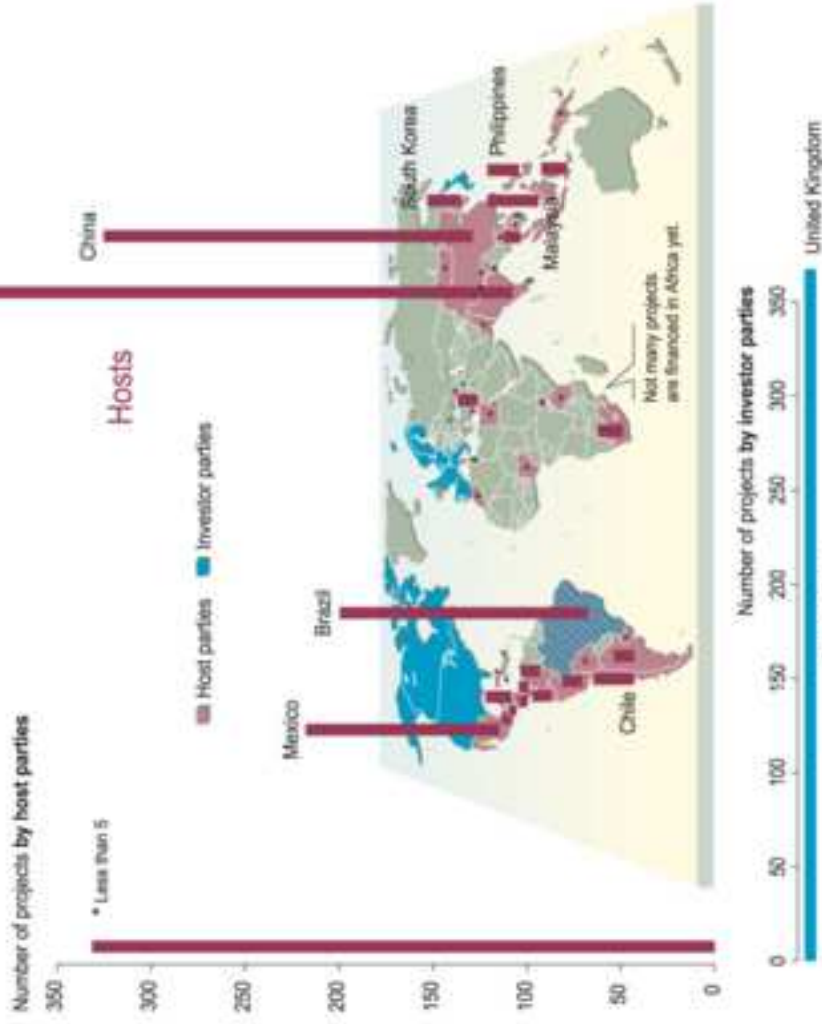 Number of projects by host parties
350
300
250
200
150
100
50
0
* Less than 5
Hosts
Host parties
Investor parties
Mexico
Brazil
China
South Korea
Philippines
Malaysia
Chile
Not many projects
are financed in Africa yet.
Number of projects by investor parties
0
50
100
150
200
250
300
350
United Kingdom